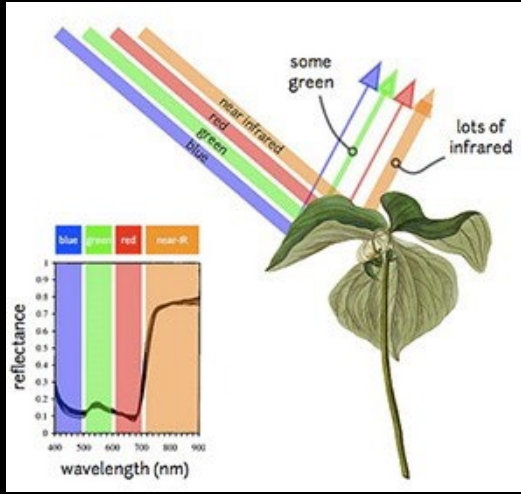 some
green
near infrared
red
green
blue
lots of
infrared
blue green red near-IR
1
0.9
0.8
0.7
0.6
0.5
0.4
0.3
0.2
0.1
0
reflectance
400 500 600 700 800 900
wavelength (nm)